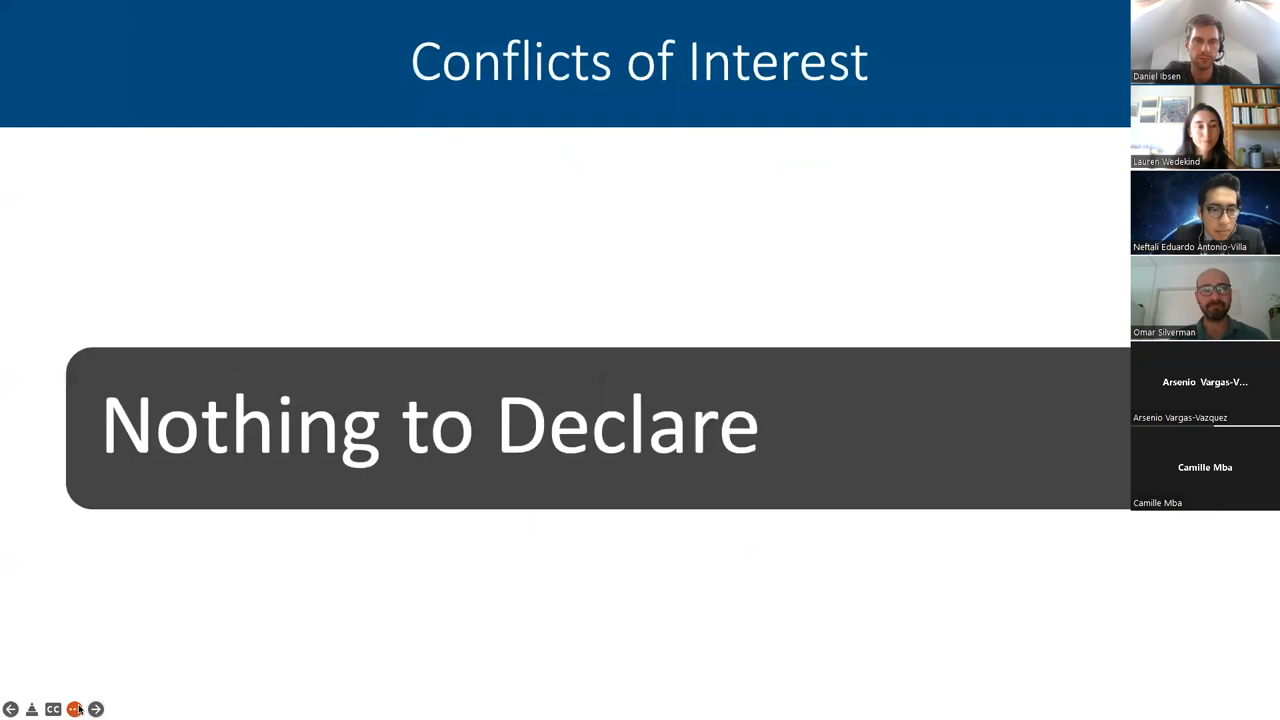 Conflicts of Interest
Nothing to Declare
Daniel Ibsen
Lauren Wedekind
Neftali Eduardo Antonio-Villa
Omar Silverman
Arsenio Vargas-V...
Arsenio Vargas-Vazquez
Camille Mba
Camille Mba
CC